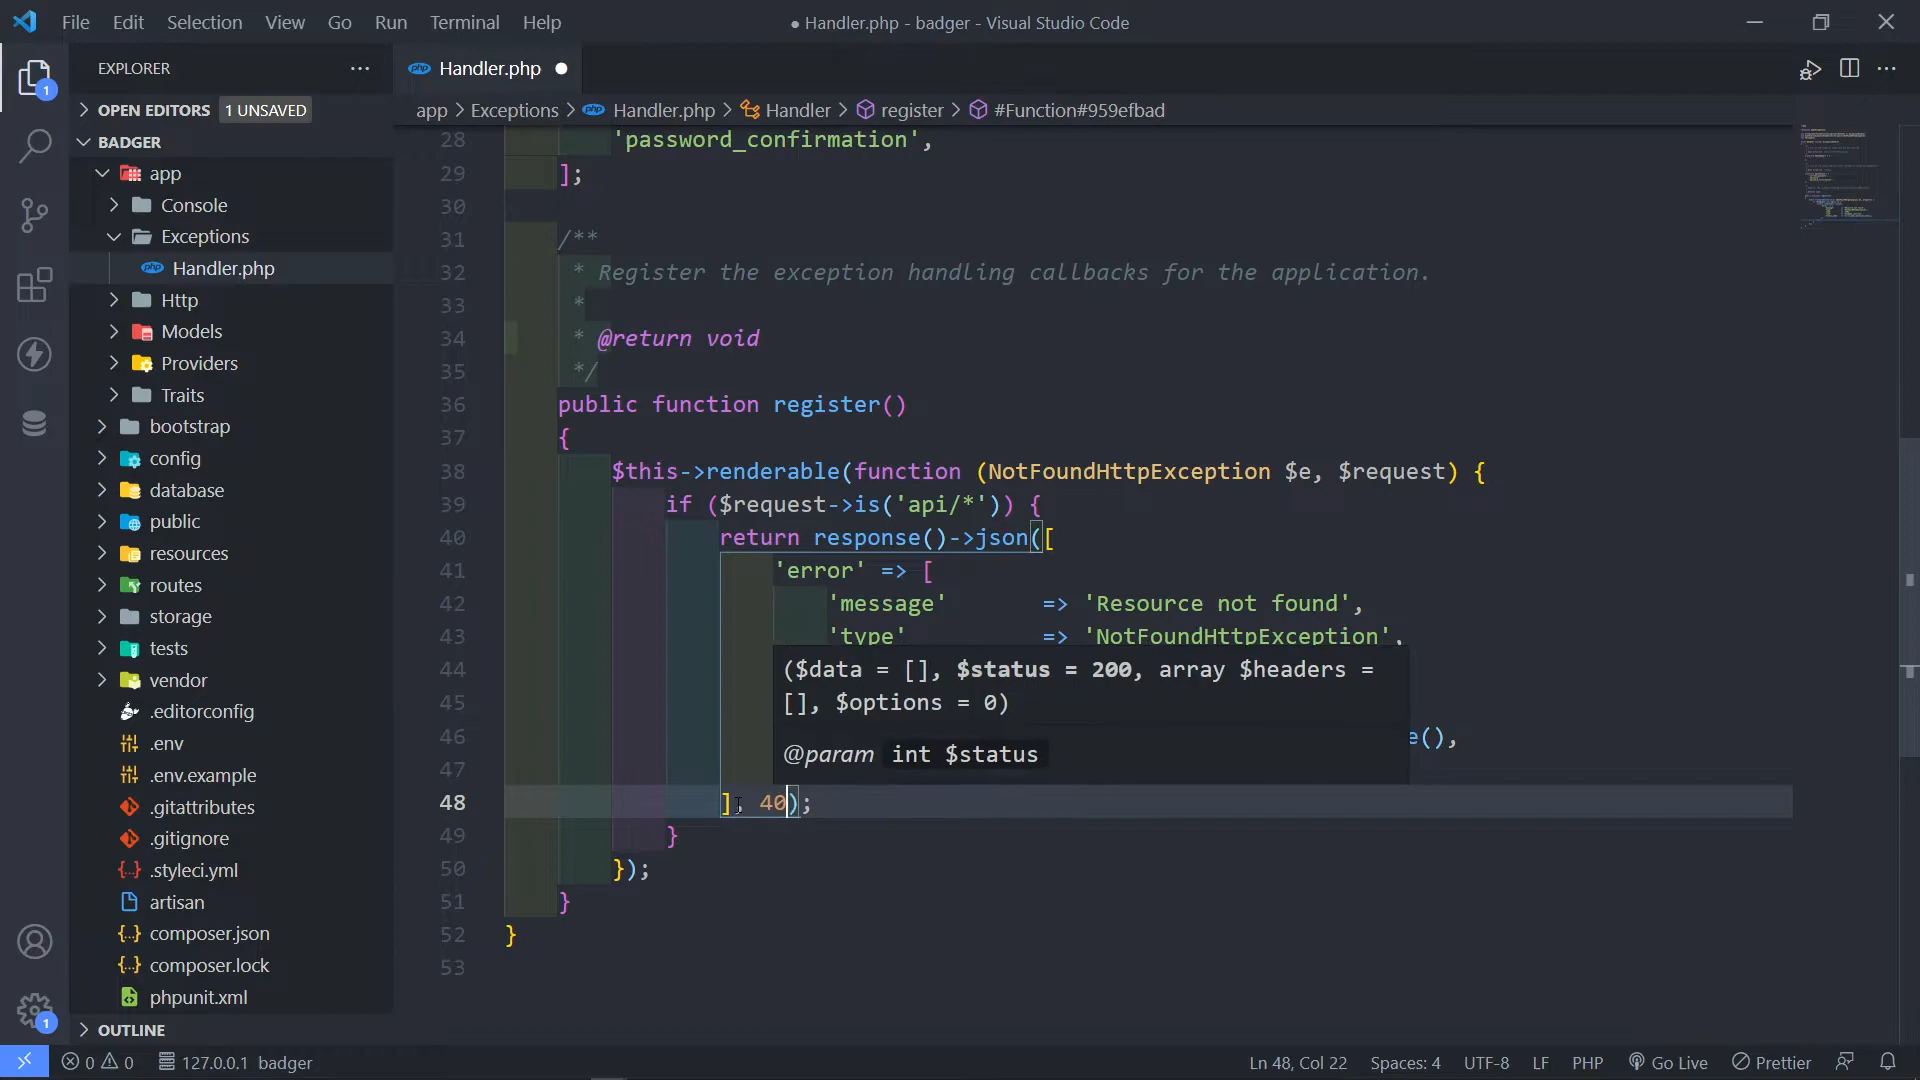 File Edit Selection View Go Run Terminal Help
● Handler.php - badger - Visual Studio Code
EXPLORER
OPEN EDITORS 1 UNSAVED
BADGER
app
Console
Exceptions
Handler.php
Http
Models
Providers
Traits
bootstrap
config
database
public
resources
routes
storage
tests
vendor
.editorconfig
.env
.env.example
.gitattributes
.gitignore
.styleci.yml
artisan
composer.json
composer.lock
phpunit.xml
OUTLINE
1
1
php Handler.php
app > Exceptions > php Handler.php > Handler > register > #Function#959efbad
28 'password_confirmation',
29 ];
30
31 /**
32 * Register the exception handling callbacks for the application.
33 *
34 * @return void
35 */
36 public function register()
37 {
38 $this->renderable(function (NotFoundHttpException $e, $request) {
39 if ($request->is('api/*')) {
40 return response()->json([
41 'error' => [
42 'message' => 'Resource not found',
43 'type' => 'NotFoundHttpException',
44
45
46 e(),
47
48 ], 40);
49 }
50 });
51 }
52 }
53
($data = [], $status = 200, array $headers =
[], $options = 0)
@param int $status
0 0 127.0.0.1 badger
Ln 48, Col 22 Spaces: 4 UTF-8 LF PHP Go Live Prettier